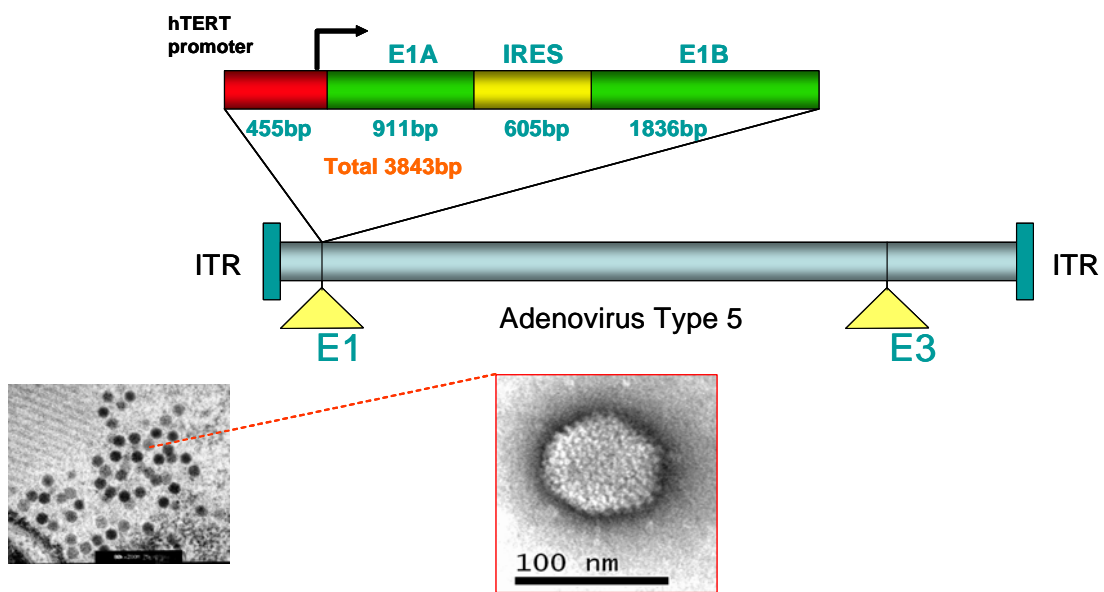 hTERT
promoter
E1A IRES E1B
455bp 911bp 605bp 1836bp
Total 3843bp
ITR ITR
Adenovirus Type 5
E1 E3
100 nm